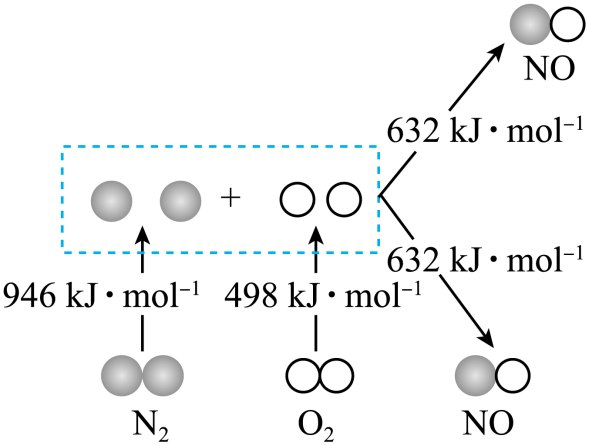 NO
632 kJ·mol⁻¹
+
632 kJ·mol⁻¹
946 kJ·mol⁻¹ 498 kJ·mol⁻¹
N₂ O₂ NO